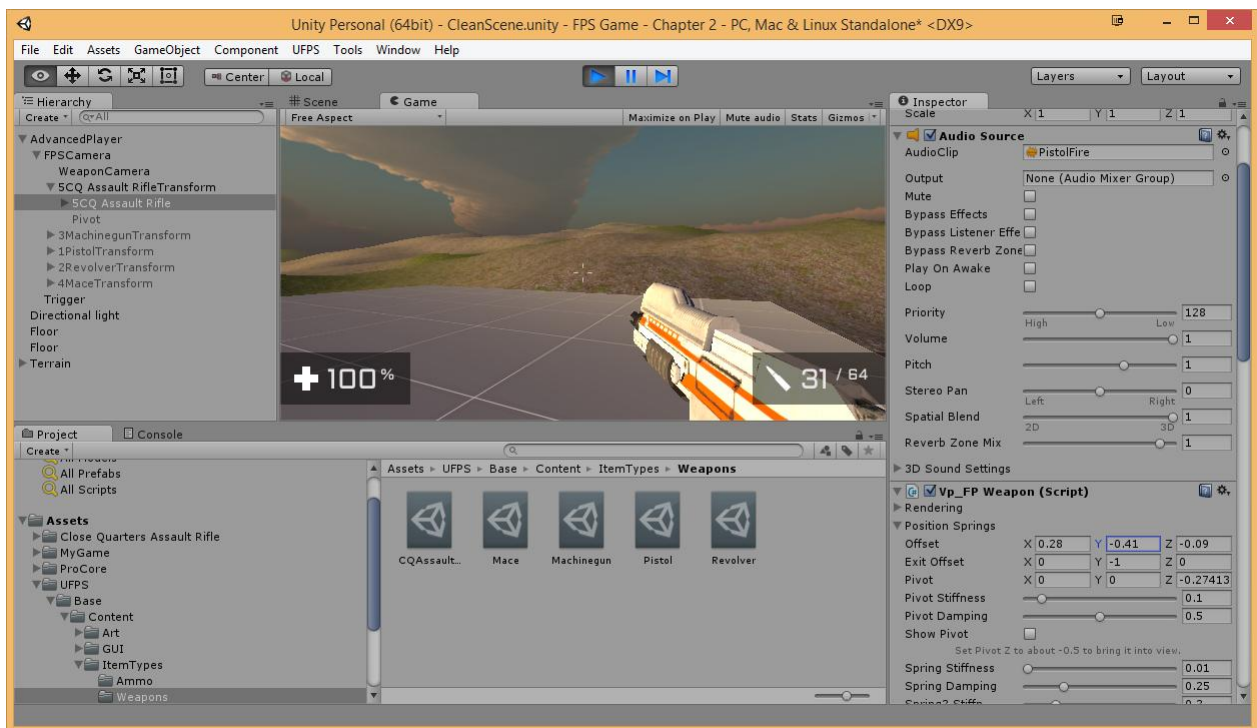 Unity Personal (64bit) - CleanScene.unity - FPS Game - Chapter 2 - PC, Mac & Linux Standalone* <DX9>
File Edit Assets GameObject Component UFPS Tools Window Help
Center Local Layers Layout
Hierarchy
Create All
AdvancedPlayer
FPSCamera
WeaponCamera
5CQ Assault RifleTransform
5CQ Assault Rifle
Pivot
3MachinegunTransform
1PistolTransform
2RevolverTransform
4MaceTransform
Trigger
Directional light
Floor
Floor
Terrain
Scene Game
Free Aspect Maximize on Play Mute audio Stats Gizmos
100%
31 / 64
Project Console
Create
All Prefabs
All Scripts
Assets
Close Quarters Assault Rifle
MyGame
ProCore
UFPS
Base
Content
Art
GUI
ItemTypes
Ammo
Weapons
Assets UFPS Base Content ItemTypes Weapons
CQAssault... Mace Machinegun Pistol Revolver
Inspector
Scale X 1 Y 1 Z 1
Audio Source
AudioClip PistolFire
Output None (Audio Mixer Group)
Mute
Bypass Effects
Bypass Listener Effe
Bypass Reverb Zone
Play On Awake
Loop
Priority 128
High Low
Volume 1
Pitch 1
Stereo Pan 0
Left Right
Spatial Blend 1
2D 3D
Reverb Zone Mix 1
3D Sound Settings
Vp_FP Weapon (Script)
Rendering
Position Springs
Offset X 0.28 Y -0.41 Z -0.09
Exit Offset X 0 Y -1 Z 0
Pivot X 0 Y 0 Z -0.27413
Pivot Stiffness 0.1
Pivot Damping 0.5
Show Pivot
Set Pivot Z to about -0.5 to bring it into view.
Spring Stiffness 0.01
Spring Damping 0.25